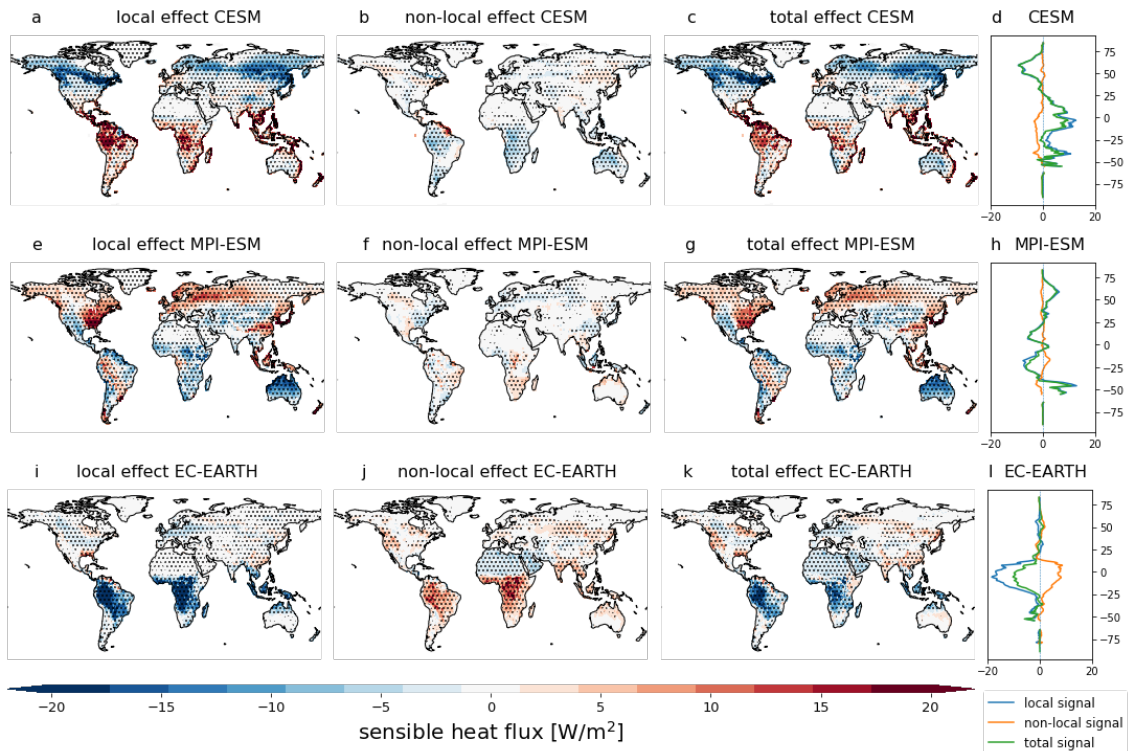 a local effect CESM
b non-local effect CESM
c total effect CESM
d CESM
75
50
25
0
−25
−50
−75
−20 0 20
e local effect MPI-ESM
f non-local effect MPI-ESM
g total effect MPI-ESM
h MPI-ESM
75
50
25
0
−25
−50
−75
−20 0 20
i local effect EC-EARTH
j non-local effect EC-EARTH
k total effect EC-EARTH
l EC-EARTH
75
50
25
0
−25
−50
−75
−20 0 20
−20 −15 −10 −5 0 5 10 15 20
sensible heat flux [W/m²]
local signal
non-local signal
total signal